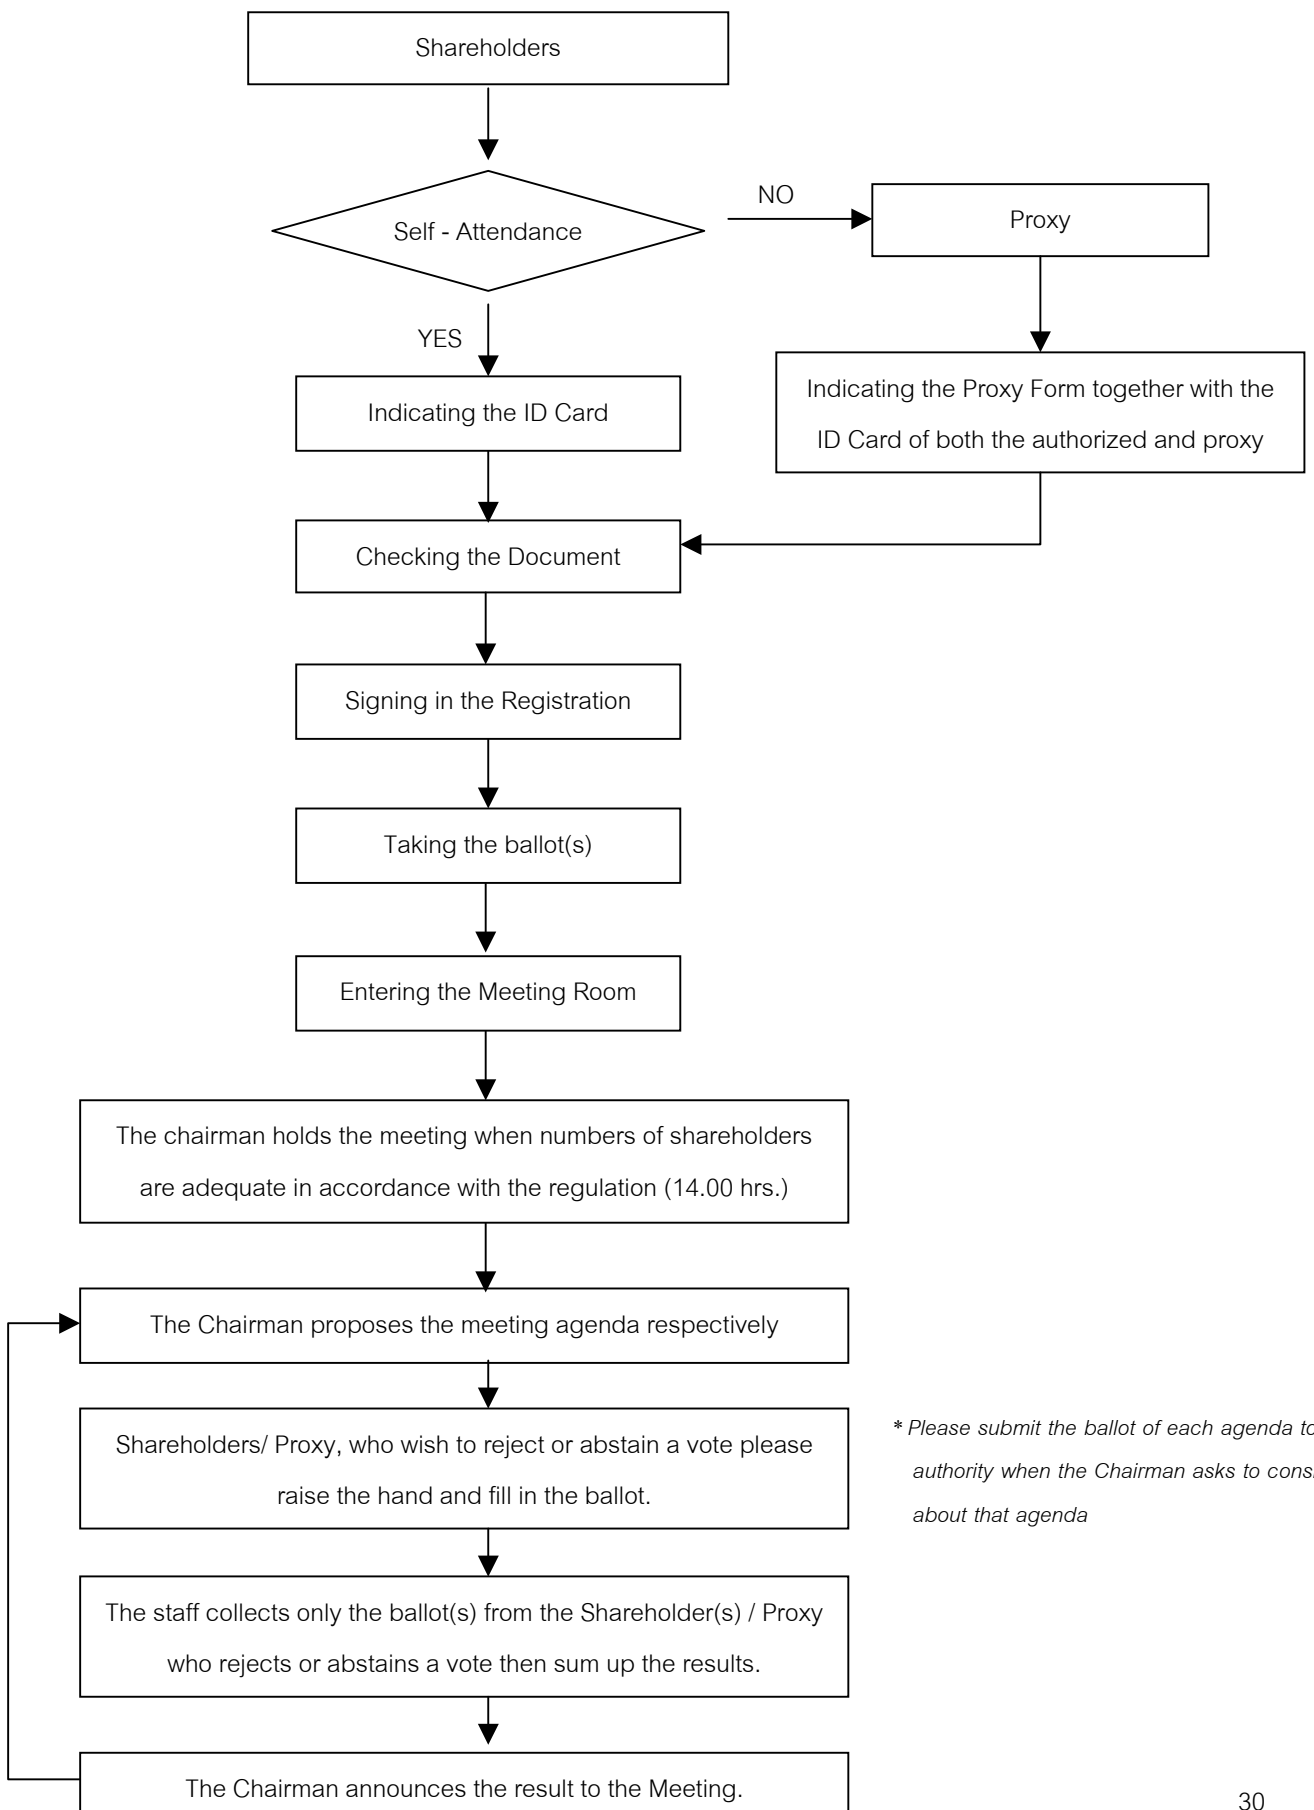 Shareholders
Self - Attendance
NO
Proxy
YES
Indicating the ID Card
Indicating the Proxy Form together with the
ID Card of both the authorized and proxy
Checking the Document
Signing in the Registration
Taking the ballot(s)
Entering the Meeting Room
The chairman holds the meeting when numbers of shareholders
are adequate in accordance with the regulation (14.00 hrs.)
The Chairman proposes the meeting agenda respectively
Shareholders/ Proxy, who wish to reject or abstain a vote please
raise the hand and fill in the ballot.
* Please submit the ballot of each agenda to
authority when the Chairman asks to cons
about that agenda
The staff collects only the ballot(s) from the Shareholder(s) / Proxy
who rejects or abstains a vote then sum up the results.
The Chairman announces the result to the Meeting.
30